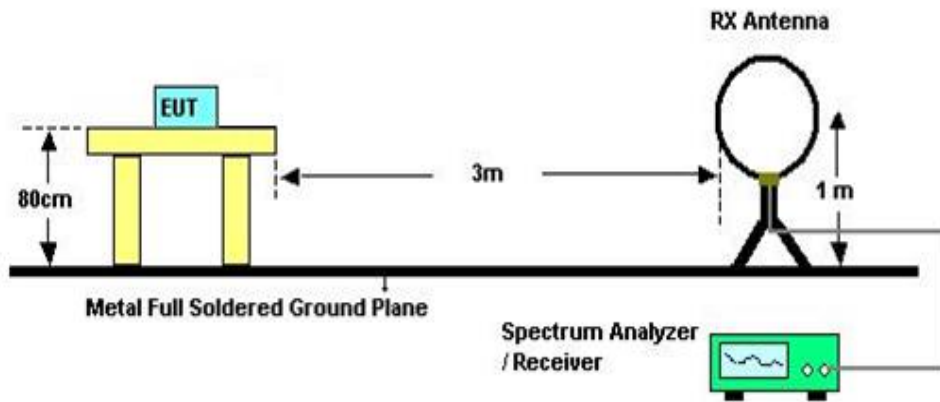 RX Antenna
EUT
3m
80cm
1 m
Metal Full Soldered Ground Plane
Spectrum Analyzer
/ Receiver